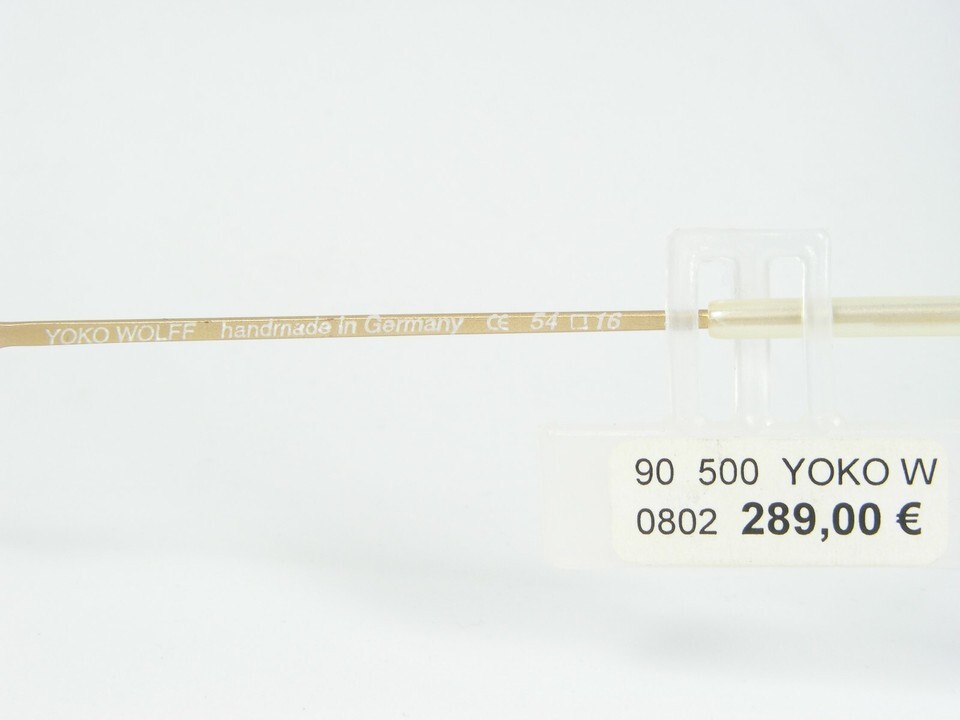 YOKO WOLFF handmade in Germany CE 54 □ 16
90 500 YOKO W
0802 289,00 €